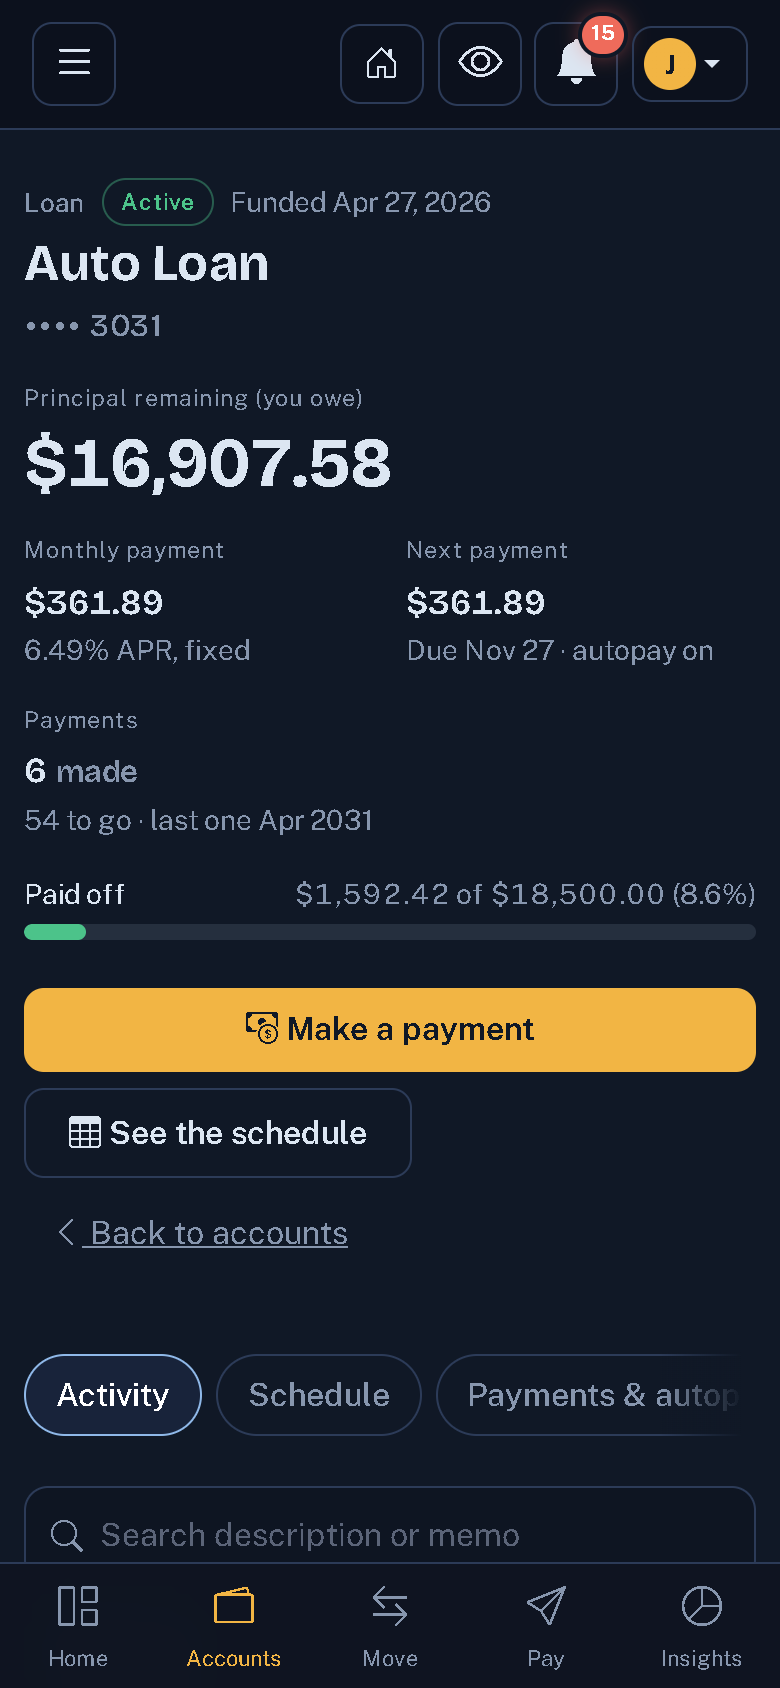 15
J
Loan Active Funded Apr 27, 2026
Auto Loan
•••• 3031
Principal remaining (you owe)
$16,907.58
Monthly payment
$361.89
6.49% APR, fixed
Next payment
$361.89
Due Nov 27 · autopay on
Payments
6 made
54 to go · last one Apr 2031
Paid off $1,592.42 of $18,500.00 (8.6%)
Make a payment
See the schedule
Back to accounts
Activity Schedule Payments & autop
Search description or memo
Home Accounts Move Pay Insights